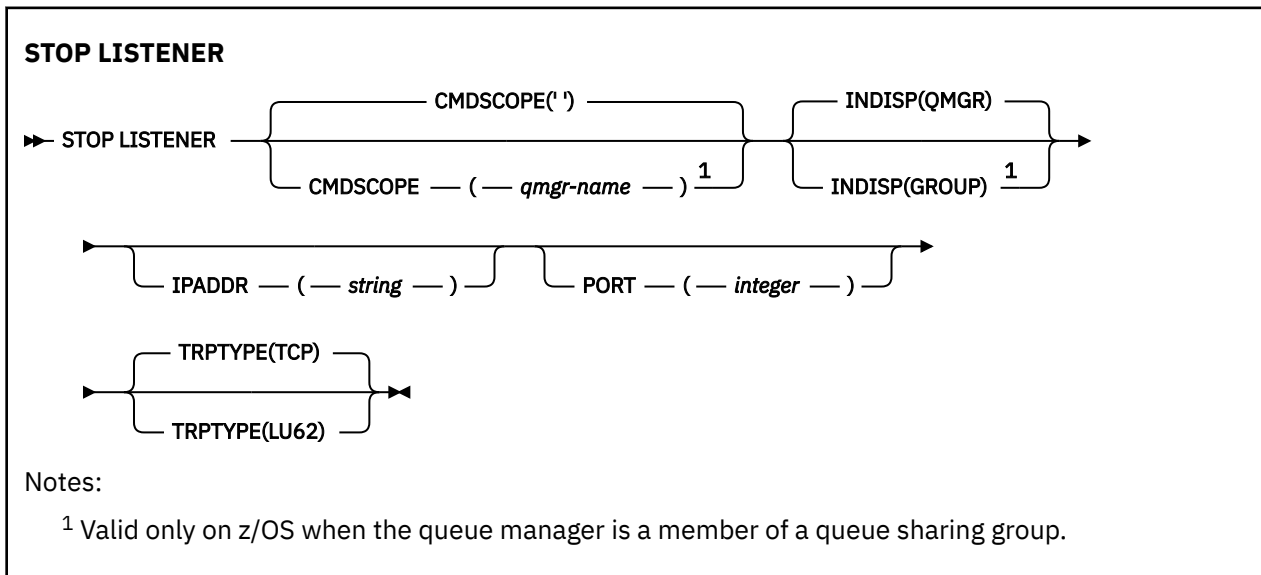 STOP LISTENER
CMDSCOPE(' ') INDISP(QMGR)
STOP LISTENER
CMDSCOPE ( qmgr-name ) 1 INDISP(GROUP) 1
IPADDR ( string ) PORT ( integer )
TRPTYPE(TCP)
TRPTYPE(LU62)
Notes:
1 Valid only on z/OS when the queue manager is a member of a queue sharing group.